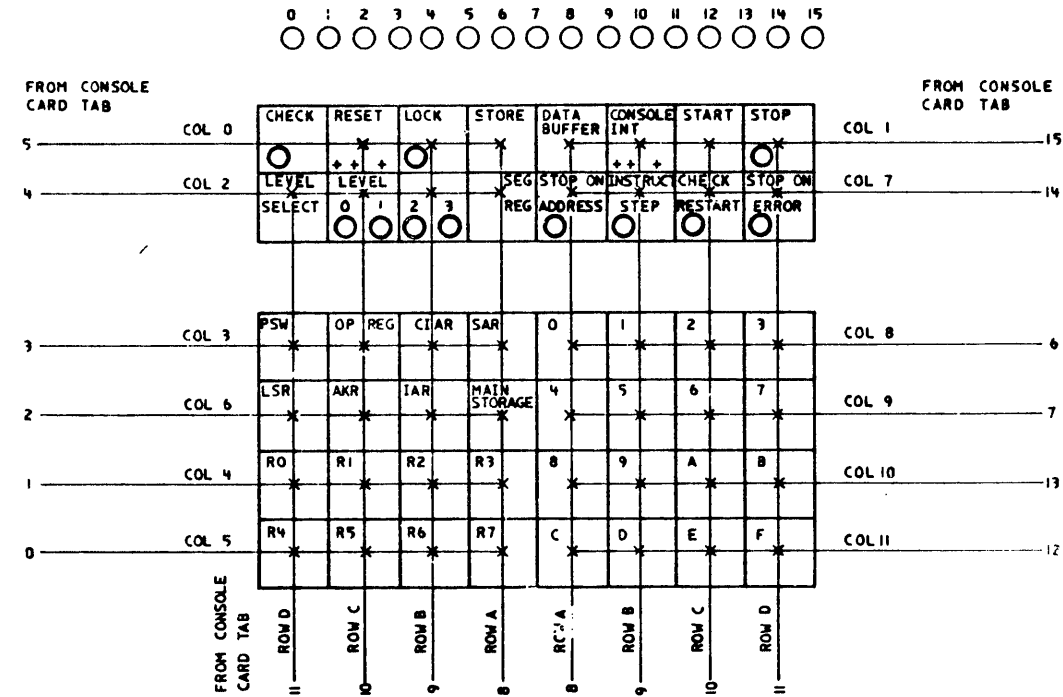 0 1 2 3 4 5 6 7 8 9 10 11 12 13 14 15
FROM CONSOLE
CARD TAB
FROM CONSOLE
CARD TAB
CHECK RESET LOCK STORE DATA BUFFER CONSOLE INT START STOP
5 COL 0 COL 1 15
+ + + ++ +
4 COL 2 COL 7 14
LEVEL SELECT LEVEL 0 1 2 3 SEG REG STOP ON ADDRESS INSTRUCT STEP CHECK RESTART STOP ON ERROR
PSW OP REG CIAR SAR 0 1 2 3
3 COL 3 COL 8 6
LSR AKR IAR MAIN STORAGE 4 5 6 7
2 COL 6 COL 9 7
R0 R1 R2 R3 8 9 A B
1 COL 4 COL 10 13
R4 R5 R6 R7 C D E F
0 COL 5 COL 11 12
FROM CONSOLE
CARD TAB
ROW D ROW C ROW B ROW A ROW A ROW B ROW C ROW D
11 10 9 8 8 9 10 11